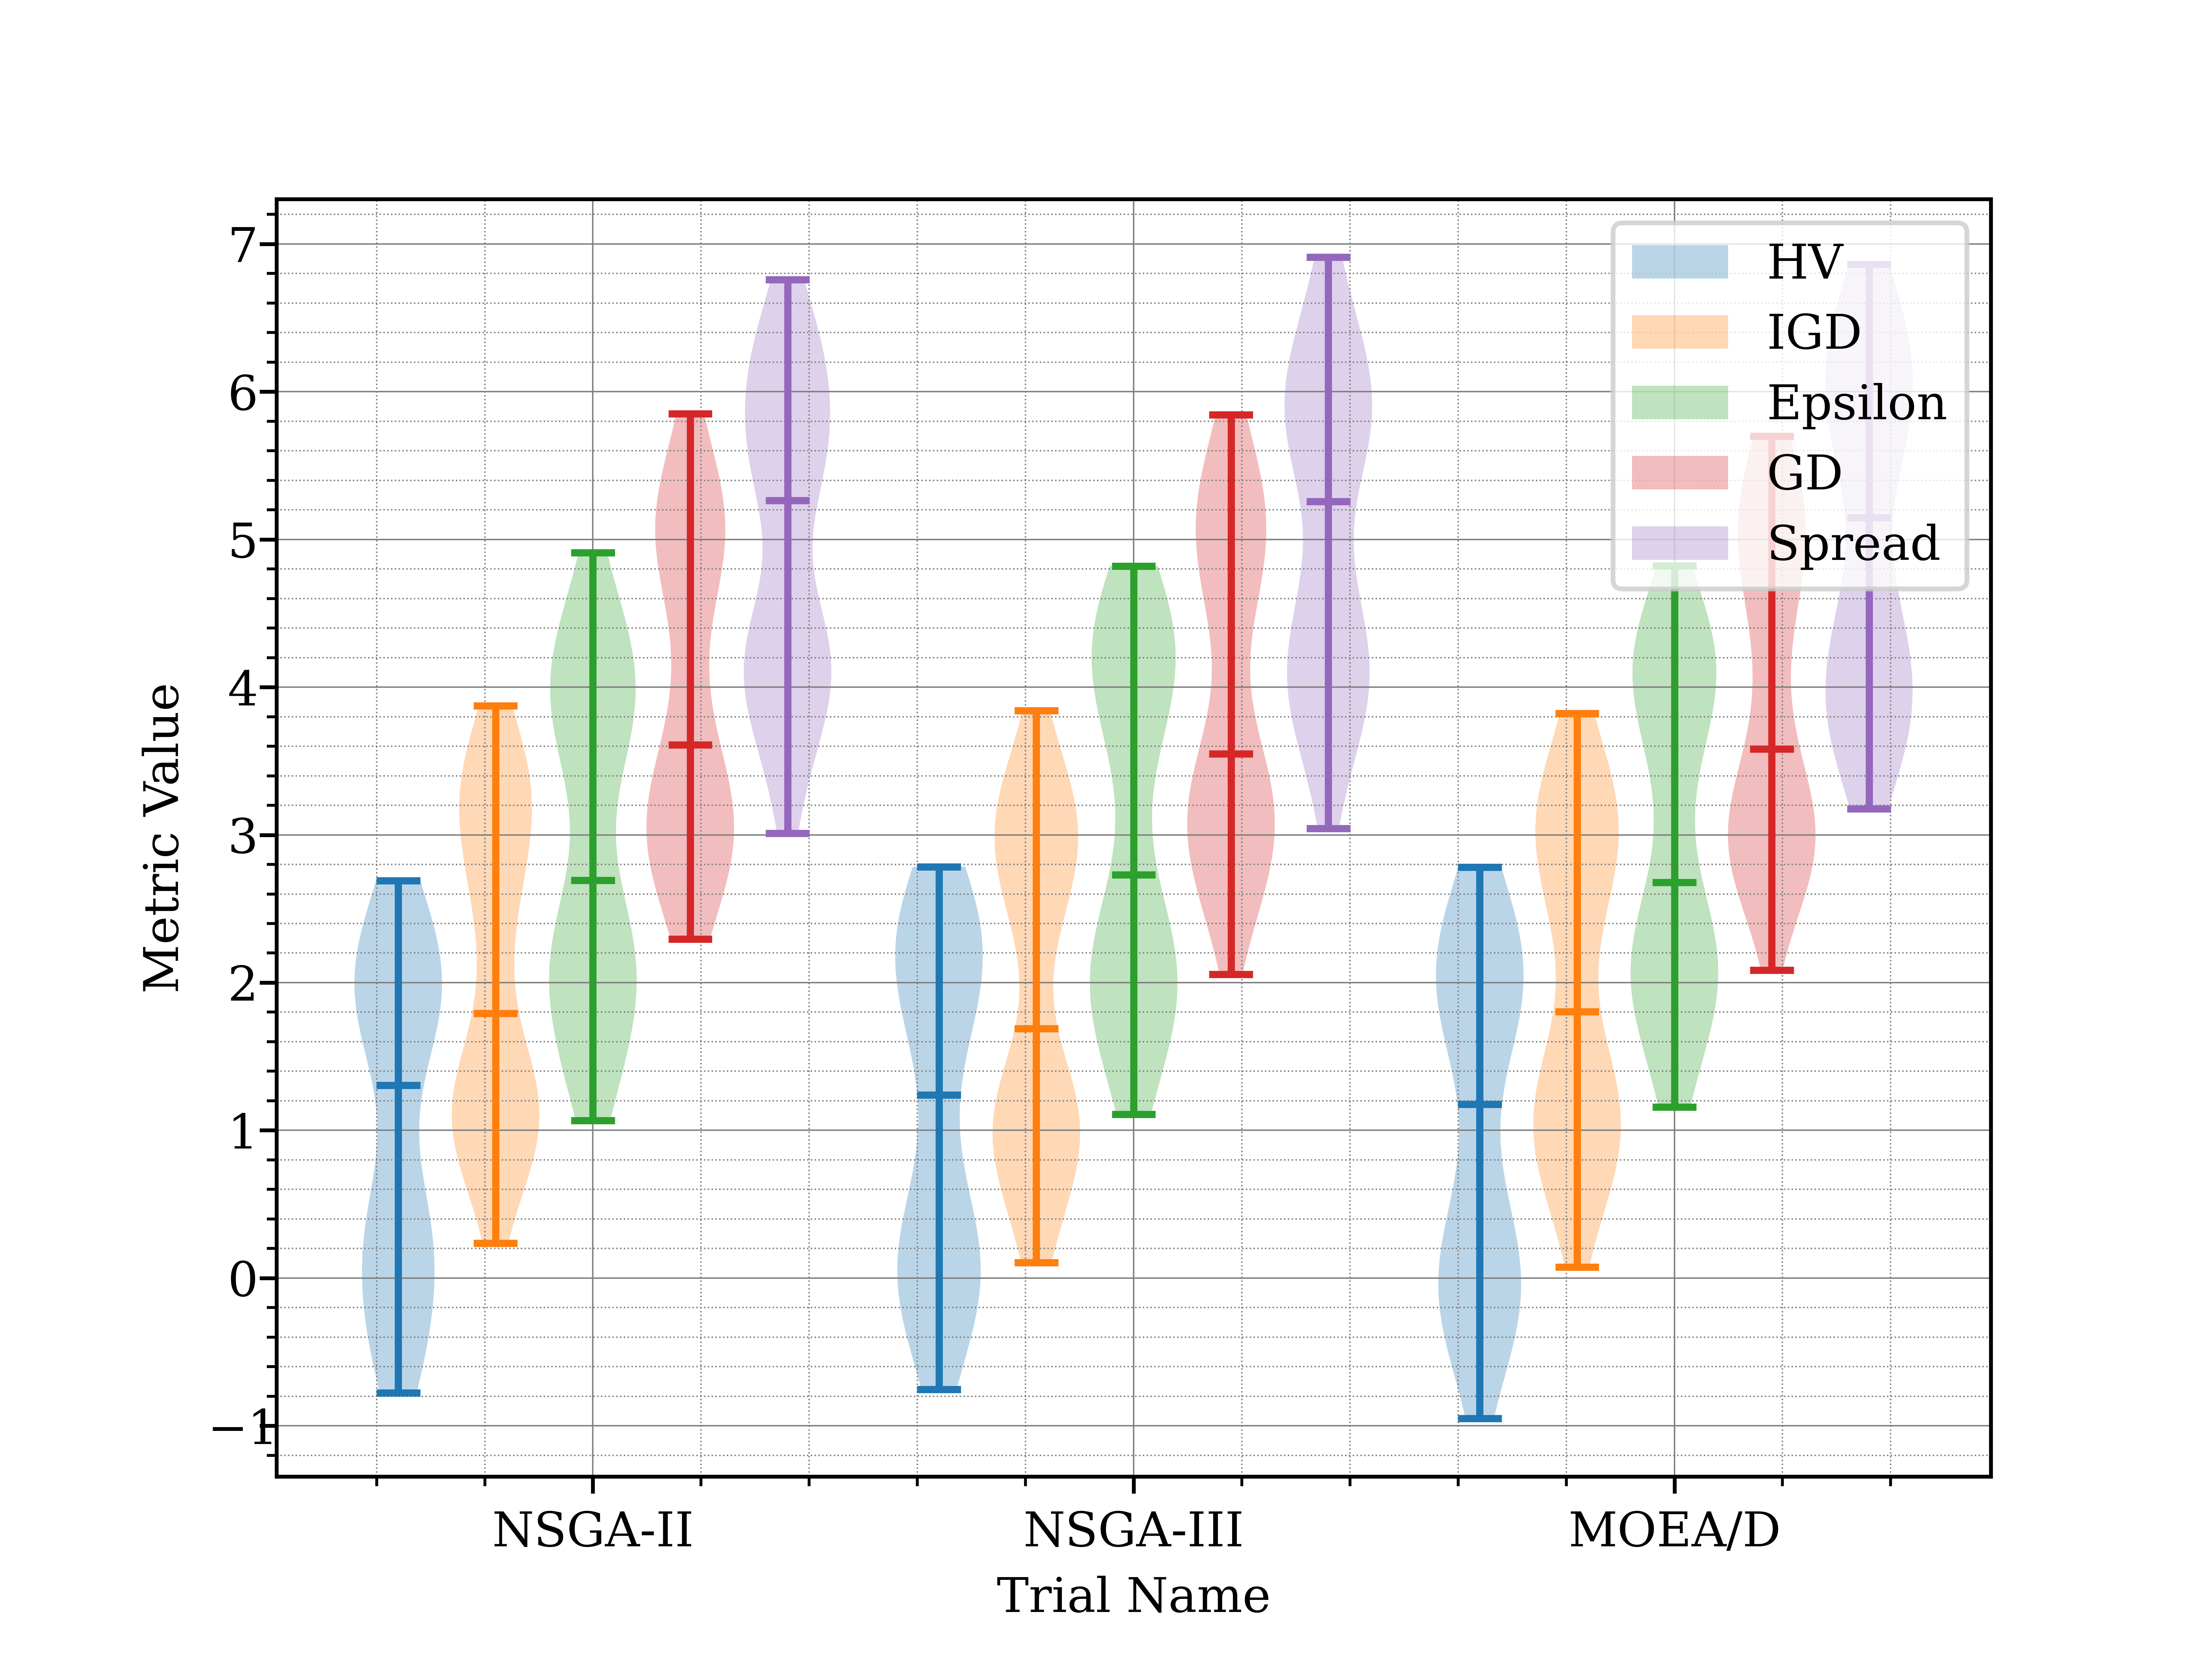 7
6
5
4
3
2
1
0
−1
Metric Value
HV
IGD
Epsilon
GD
Spread
NSGA-II
NSGA-III
MOEA/D
Trial Name